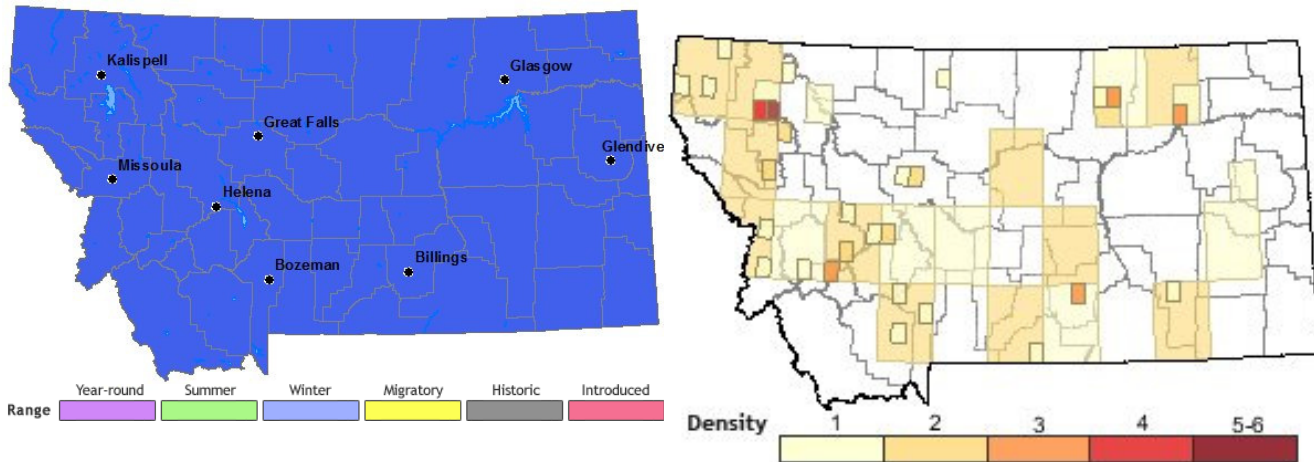 Kalispell
Glasgow
Great Falls
Glendive
Missoula
Helena
Bozeman
Billings
Range
Year-round
Summer
Winter
Migratory
Historic
Introduced
Density
1
2
3
4
5-6